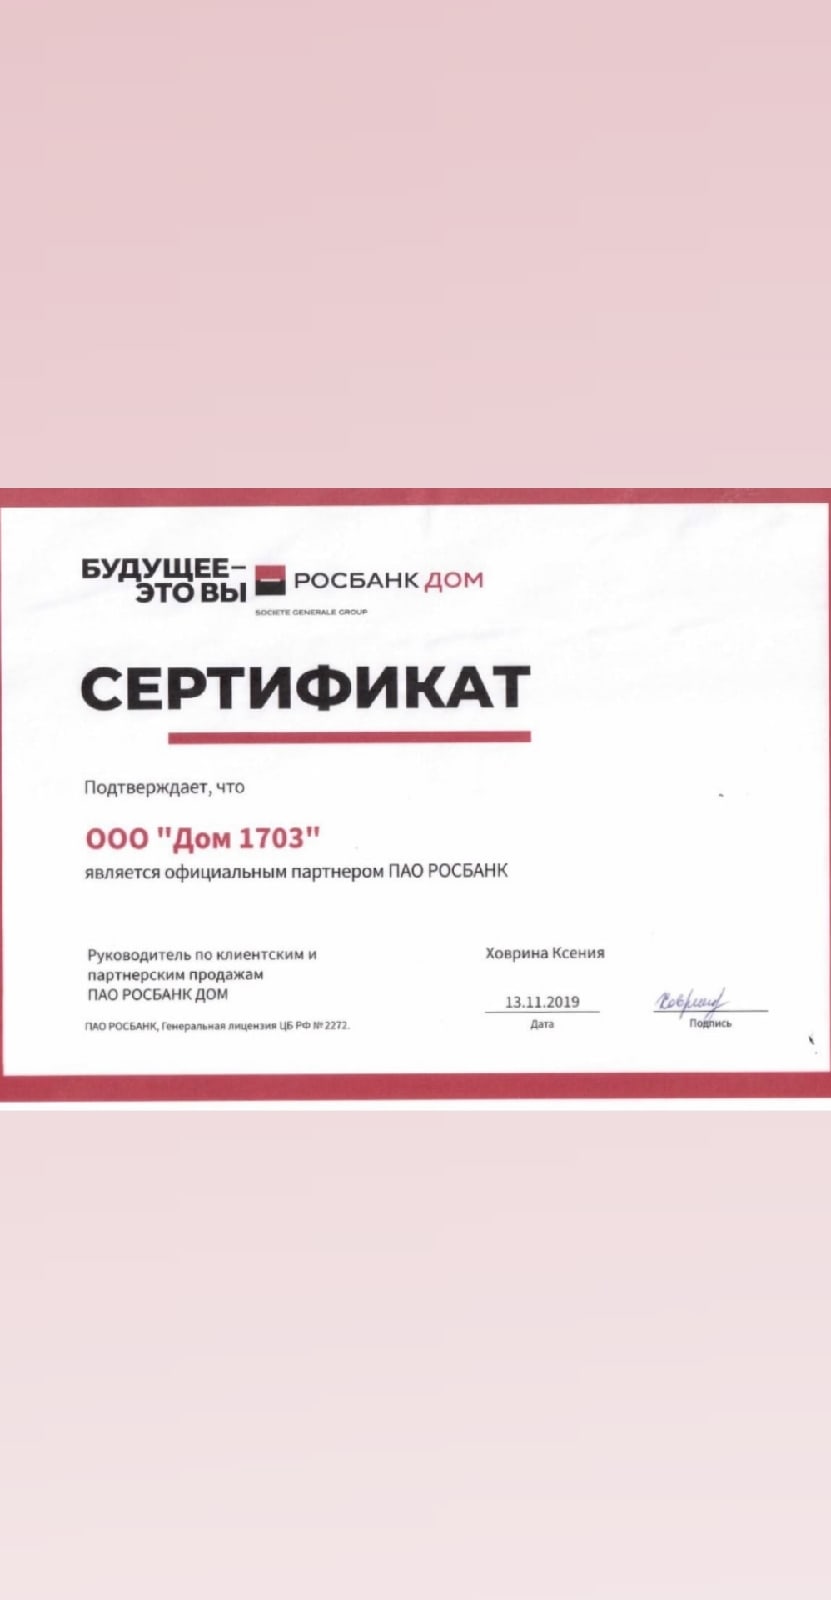 БУДУЩЕЕ–
ЭТО ВЫ
РОСБАНК ДОМ
SOCIETE GENERALE GROUP
СЕРТИФИКАТ
Подтверждает, что
ООО "Дом 1703"
является официальным партнером ПАО РОСБАНК
Руководитель по клиентским и
партнерским продажам
ПАО РОСБАНК ДОМ
ПАО РОСБАНК, Генеральная лицензия ЦБ РФ № 2272.
Ховрина Ксения
13.11.2019
Дата
Подпись